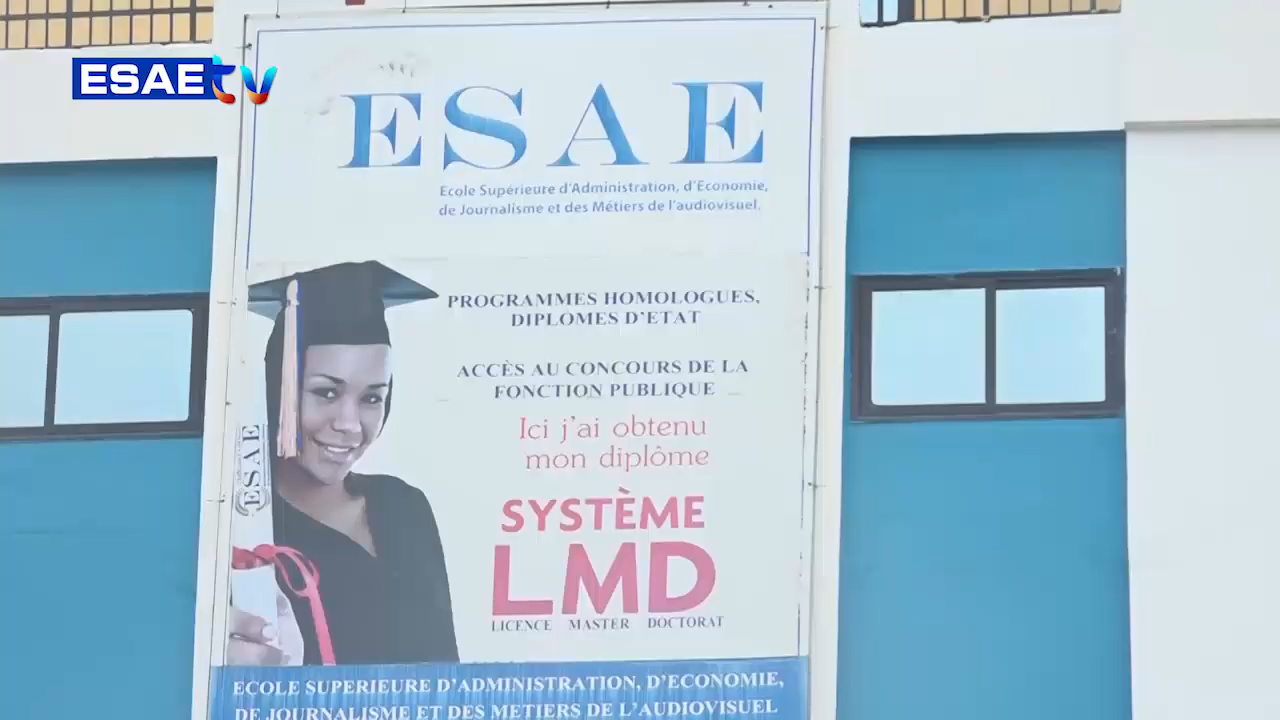 ESAE tv
ESAE
Ecole Supérieure d'Administration, d'Economie,
de Journalisme et des Métiers de l'audiovisuel.
PROGRAMMES HOMOLOGUES,
DIPLOMES D'ETAT
ACCÈS AU CONCOURS DE LA
FONCTION PUBLIQUE
Ici j'ai obtenu
mon diplôme
ESAE
SYSTÈME
LMD
LICENCE MASTER DOCTORAT
ECOLE SUPERIEURE D'ADMINISTRATION, D'ECONOMIE,
DE JOURNALISME ET DES METIERS DE L'AUDIOVISUEL